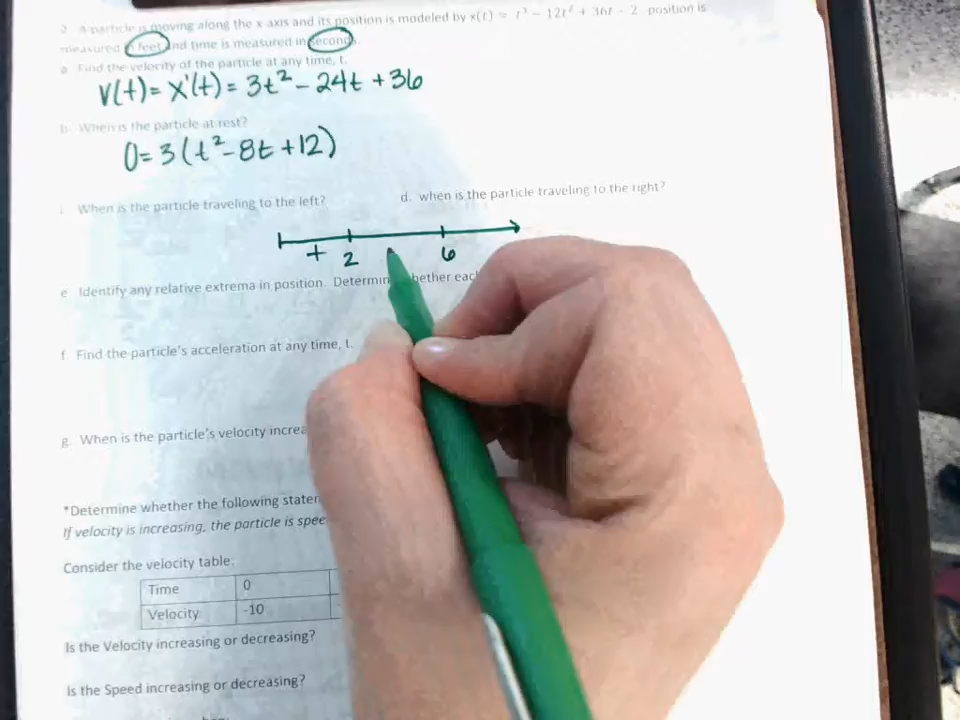 2. A particle is moving along the x axis and its position is modeled by x(t) = t³ − 12t² + 36t − 2 position is
measured in feet and time is measured in seconds.
a. Find the velocity of the particle at any time, t.
v(t) = x'(t) = 3t² − 24t + 36
b. When is the particle at rest?
0 = 3(t² − 8t + 12)
When is the particle traveling to the left? d. when is the particle traveling to the right?
+ 2 6
e Identify any relative extrema in position. Determine whether eac
f. Find the particle's acceleration at any time, t.
g. When is the particle's velocity increa
*Determine whether the following statem
If velocity is increasing, the particle is spee
Consider the velocity table:
Time 0
Velocity -10
Is the Velocity increasing or decreasing?
Is the Speed increasing or decreasing?